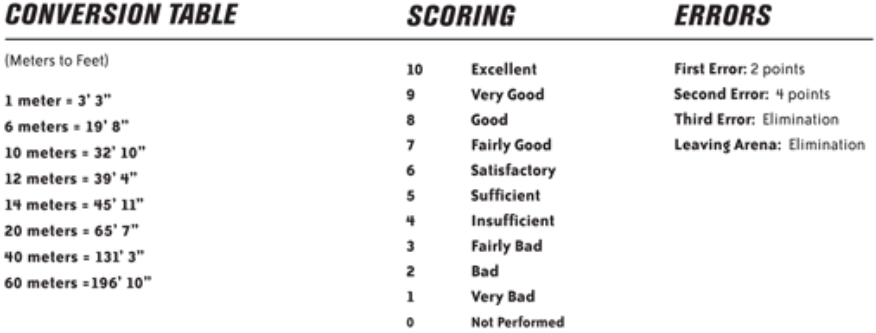 CONVERSION TABLE
(Meters to Feet)
1 meter = 3' 3"
6 meters = 19' 8"
10 meters = 32' 10"
12 meters = 39' 4"
14 meters = 45' 11"
20 meters = 65' 7"
40 meters = 131' 3"
60 meters =196' 10"
SCORING
10 Excellent
9 Very Good
8 Good
7 Fairly Good
6 Satisfactory
5 Sufficient
4 Insufficient
3 Fairly Bad
2 Bad
1 Very Bad
0 Not Performed
ERRORS
First Error: 2 points
Second Error: 4 points
Third Error: Elimination
Leaving Arena: Elimination